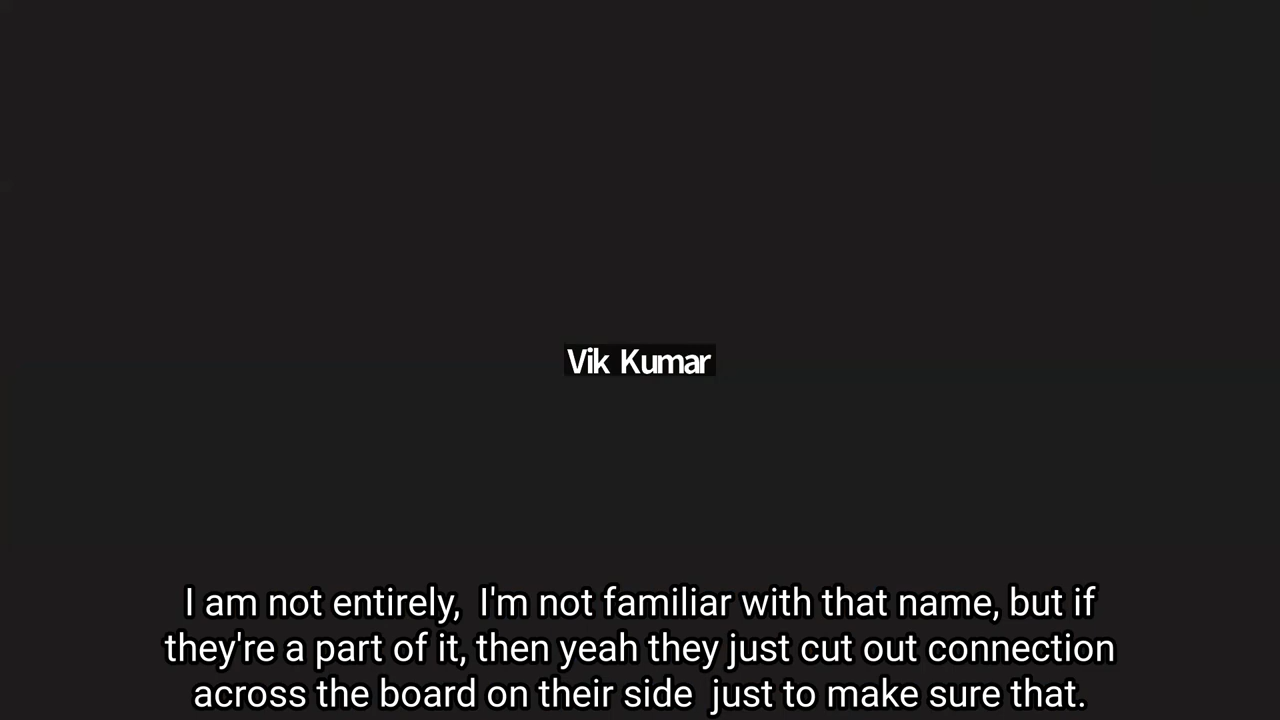 Vik Kumar
I am not entirely,  I'm not familiar with that name, but if
they're a part of it, then yeah they just cut out connection
across the board on their side  just to make sure that.